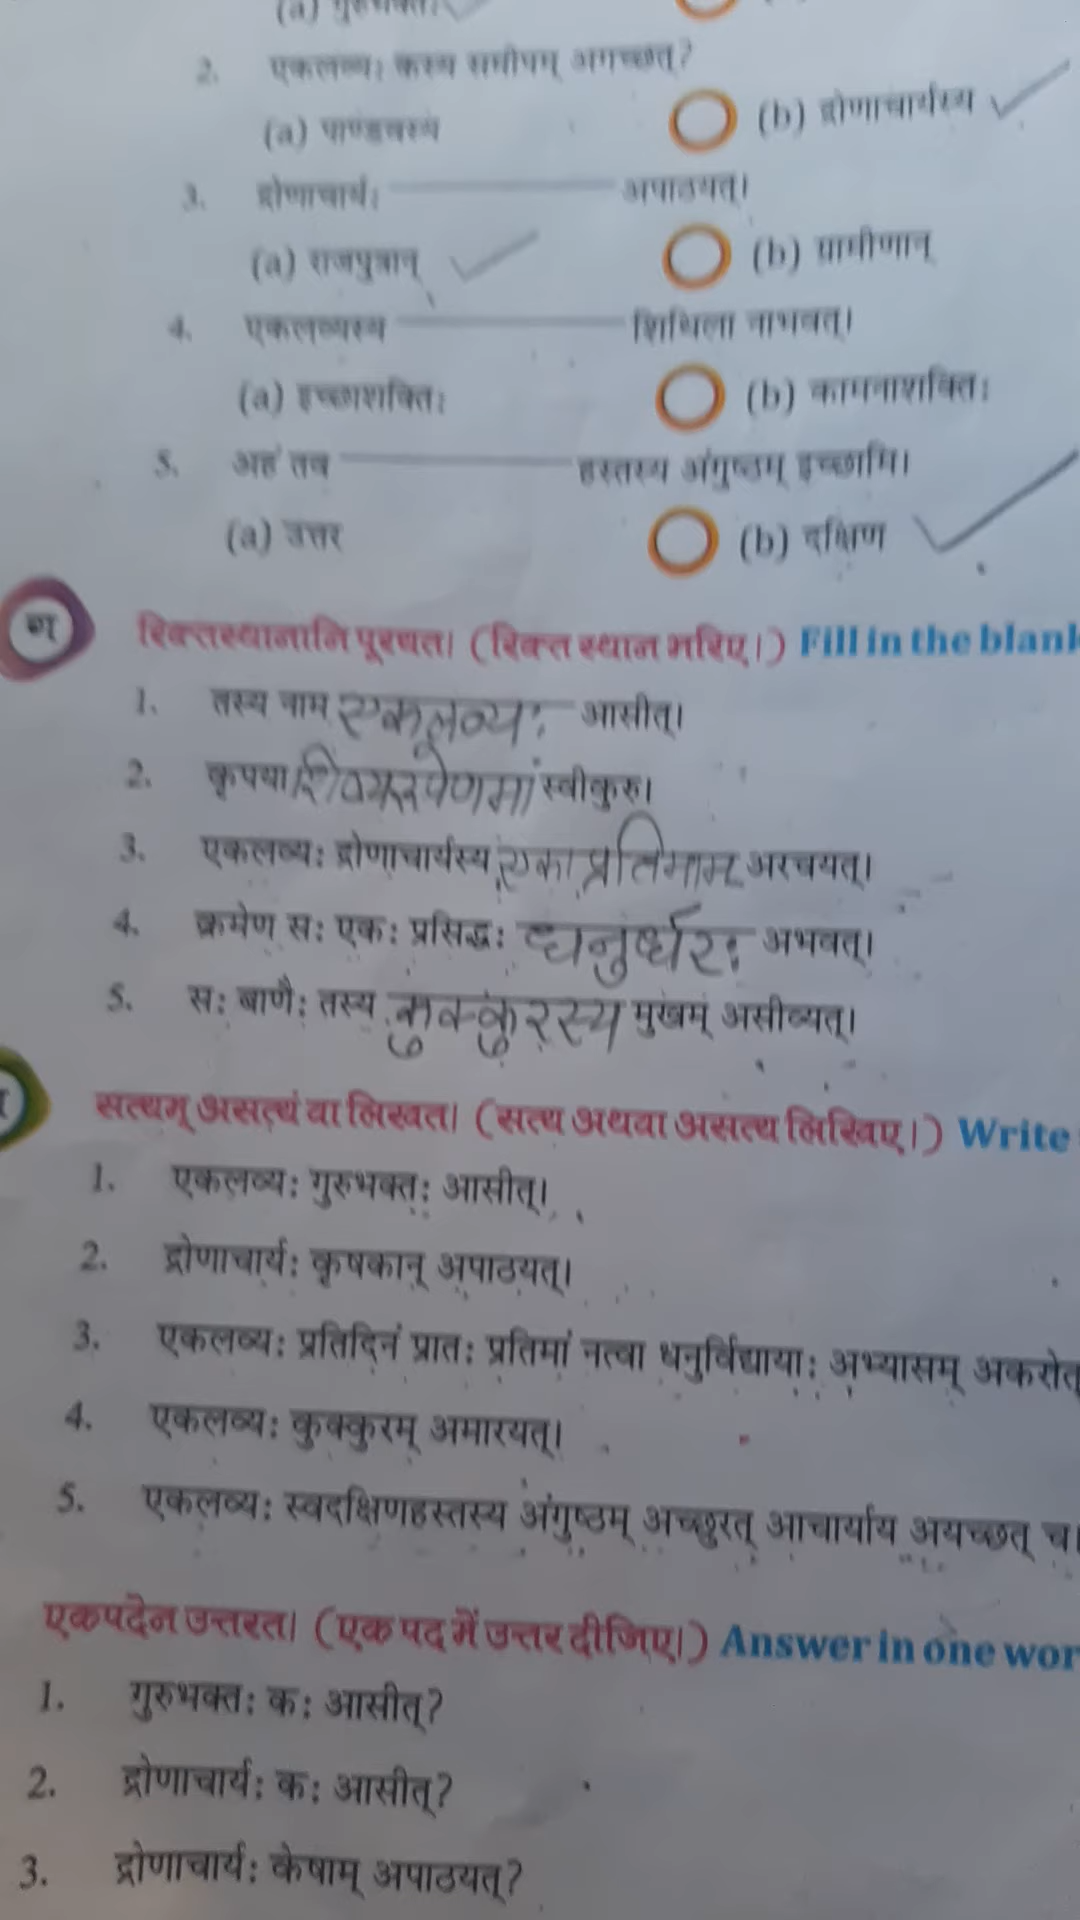 (a) गुरुभक्तः
2. एकलव्यः कस्य समीपम् अगच्छत्?
(a) पाण्डवस्य (b) द्रोणाचार्यस्य
3. द्रोणाचार्यः ——— अपाठयत्।
(a) राजपुत्रान् (b) ग्रामीणान्
4. एकलव्यस्य ——— शिथिला नाभवत्।
(a) इच्छाशक्तिः (b) कामनाशक्तिः
5. अहं तव ——— हस्तस्य अंगुष्ठम् इच्छामि।
(a) उत्तर (b) दक्षिण
रिक्तस्थानानि पूरयत। (रिक्त स्थान भरिए।) Fill in the blank
1. तस्य नाम एकलव्यः आसीत्।
2. कृपया शिष्यरूपेण मां स्वीकुरु।
3. एकलव्यः द्रोणाचार्यस्य एकां प्रतिमाम् अरचयत्।
4. क्रमेण सः एकः प्रसिद्धः धनुर्धरः अभवत्।
5. सः बाणैः तस्य कुक्कुरस्य मुखम् असीव्यत्।
सत्यम् असत्यं वा लिखत। (सत्य अथवा असत्य लिखिए।) Write
1. एकलव्यः गुरुभक्तः आसीत्।
2. द्रोणाचार्यः कृषकान् अपाठयत्।
3. एकलव्यः प्रतिदिनं प्रातः प्रतिमां नत्वा धनुर्विद्यायाः अभ्यासम् अकरोत्
4. एकलव्यः कुक्कुरम् अमारयत्।
5. एकलव्यः स्वदक्षिणहस्तस्य अंगुष्ठम् अच्छुरत् आचार्याय अयच्छत् च।
एकपदेन उत्तरत। (एक पद में उत्तर दीजिए।) Answer in one wor
1. गुरुभक्तः कः आसीत्?
2. द्रोणाचार्यः कः आसीत्?
3. द्रोणाचार्यः केषाम् अपाठयत्?